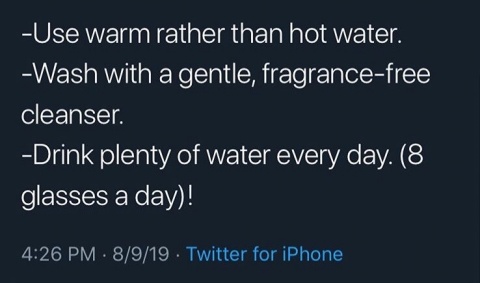 -Use warm rather than hot water.
-Wash with a gentle, fragrance-free
cleanser.
-Drink plenty of water every day. (8
glasses a day)!
4:26 PM · 8/9/19 · Twitter for iPhone